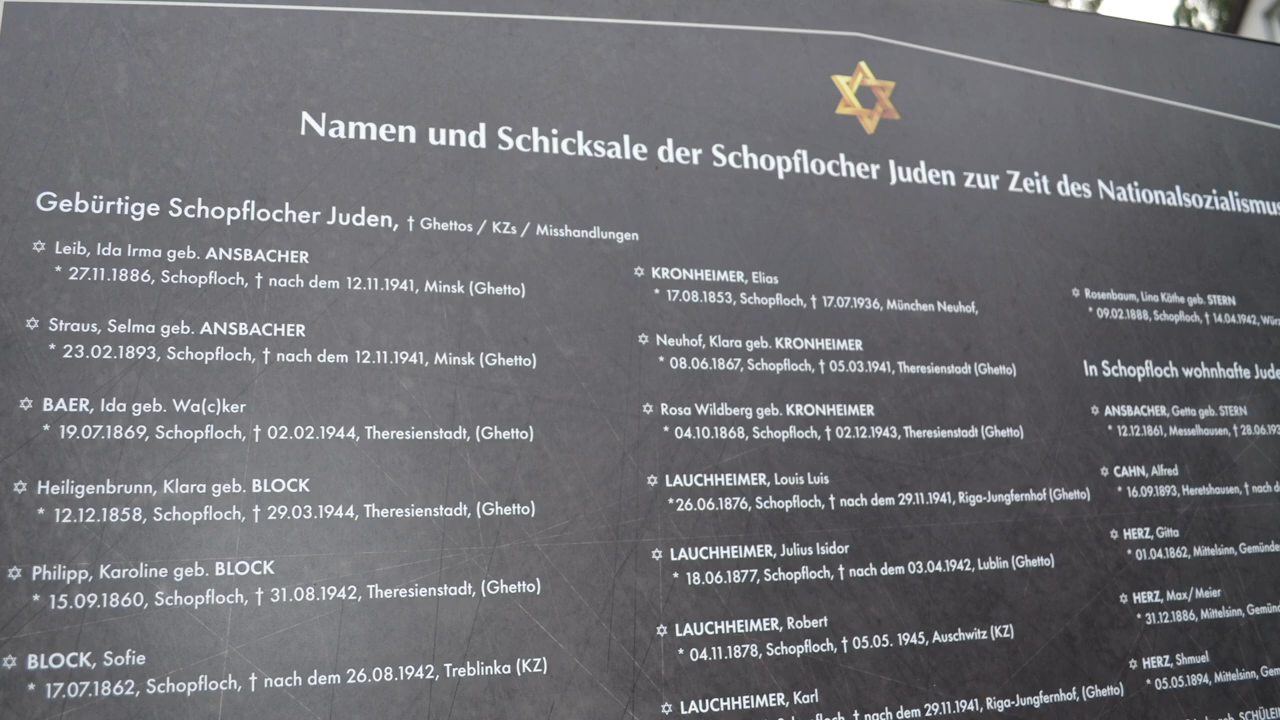 Namen und Schicksale der Schopflocher Juden zur Zeit des Nationalsozialismus
Gebürtige Schopflocher Juden, † Ghettos / KZs / Misshandlungen
✡ Leib, Ida Irma geb. ANSBACHER
* 27.11.1886, Schopfloch, † nach dem 12.11.1941, Minsk (Ghetto)
✡ Straus, Selma geb. ANSBACHER
* 23.02.1893, Schopfloch, † nach dem 12.11.1941, Minsk (Ghetto)
✡ BAER, Ida geb. Wa(c)ker
* 19.07.1869, Schopfloch, † 02.02.1944, Theresienstadt, (Ghetto)
✡ Heiligenbrunn, Klara geb. BLOCK
* 12.12.1858, Schopfloch, † 29.03.1944, Theresienstadt, (Ghetto)
✡ Philipp, Karoline geb. BLOCK
* 15.09.1860, Schopfloch, † 31.08.1942, Theresienstadt, (Ghetto)
✡ BLOCK, Sofie
* 17.07.1862, Schopfloch, † nach dem 26.08.1942, Treblinka (KZ)
✡ KRONHEIMER, Elias
* 17.08.1853, Schopfloch, † 17.07.1936, München Neuhof,
✡ Neuhof, Klara geb. KRONHEIMER
* 08.06.1867, Schopfloch, † 05.03.1941, Theresienstadt (Ghetto)
✡ Rosa Wildberg geb. KRONHEIMER
* 04.10.1868, Schopfloch, † 02.12.1943, Theresienstadt (Ghetto)
✡ LAUCHHEIMER, Louis Luis
*26.06.1876, Schopfloch, † nach dem 29.11.1941, Riga-Jungfernhof (Ghetto)
✡ LAUCHHEIMER, Julius Isidor
* 18.06.1877, Schopfloch, † nach dem 03.04.1942, Lublin (Ghetto)
✡ LAUCHHEIMER, Robert
* 04.11.1878, Schopfloch, † 05.05. 1945, Auschwitz (KZ)
✡ LAUCHHEIMER, Karl
† nach dem 29.11.1941, Riga-Jungfernhof, (Ghetto)
✡ Rosenbaum, Lina Käthe geb. STERN
* 09.02.1888, Schopfloch, † 14.04.1942,
In Schopfloch wohnhafte
✡ ANSBACHER, Getta geb. STERN
* 12.12.1861, Messelhausen, † 28.06.193
✡ CAHN, Alfred
* 16.09.1893, Heretshausen, † nach
✡ HERZ, Gitta
* 01.04.1862, Mittelsinn,
✡ HERZ, Max/Meier
* 31.12.1886, Mittelsinn,
✡ HERZ, Shmuel
* 05.05.1894, Mittelsinn,